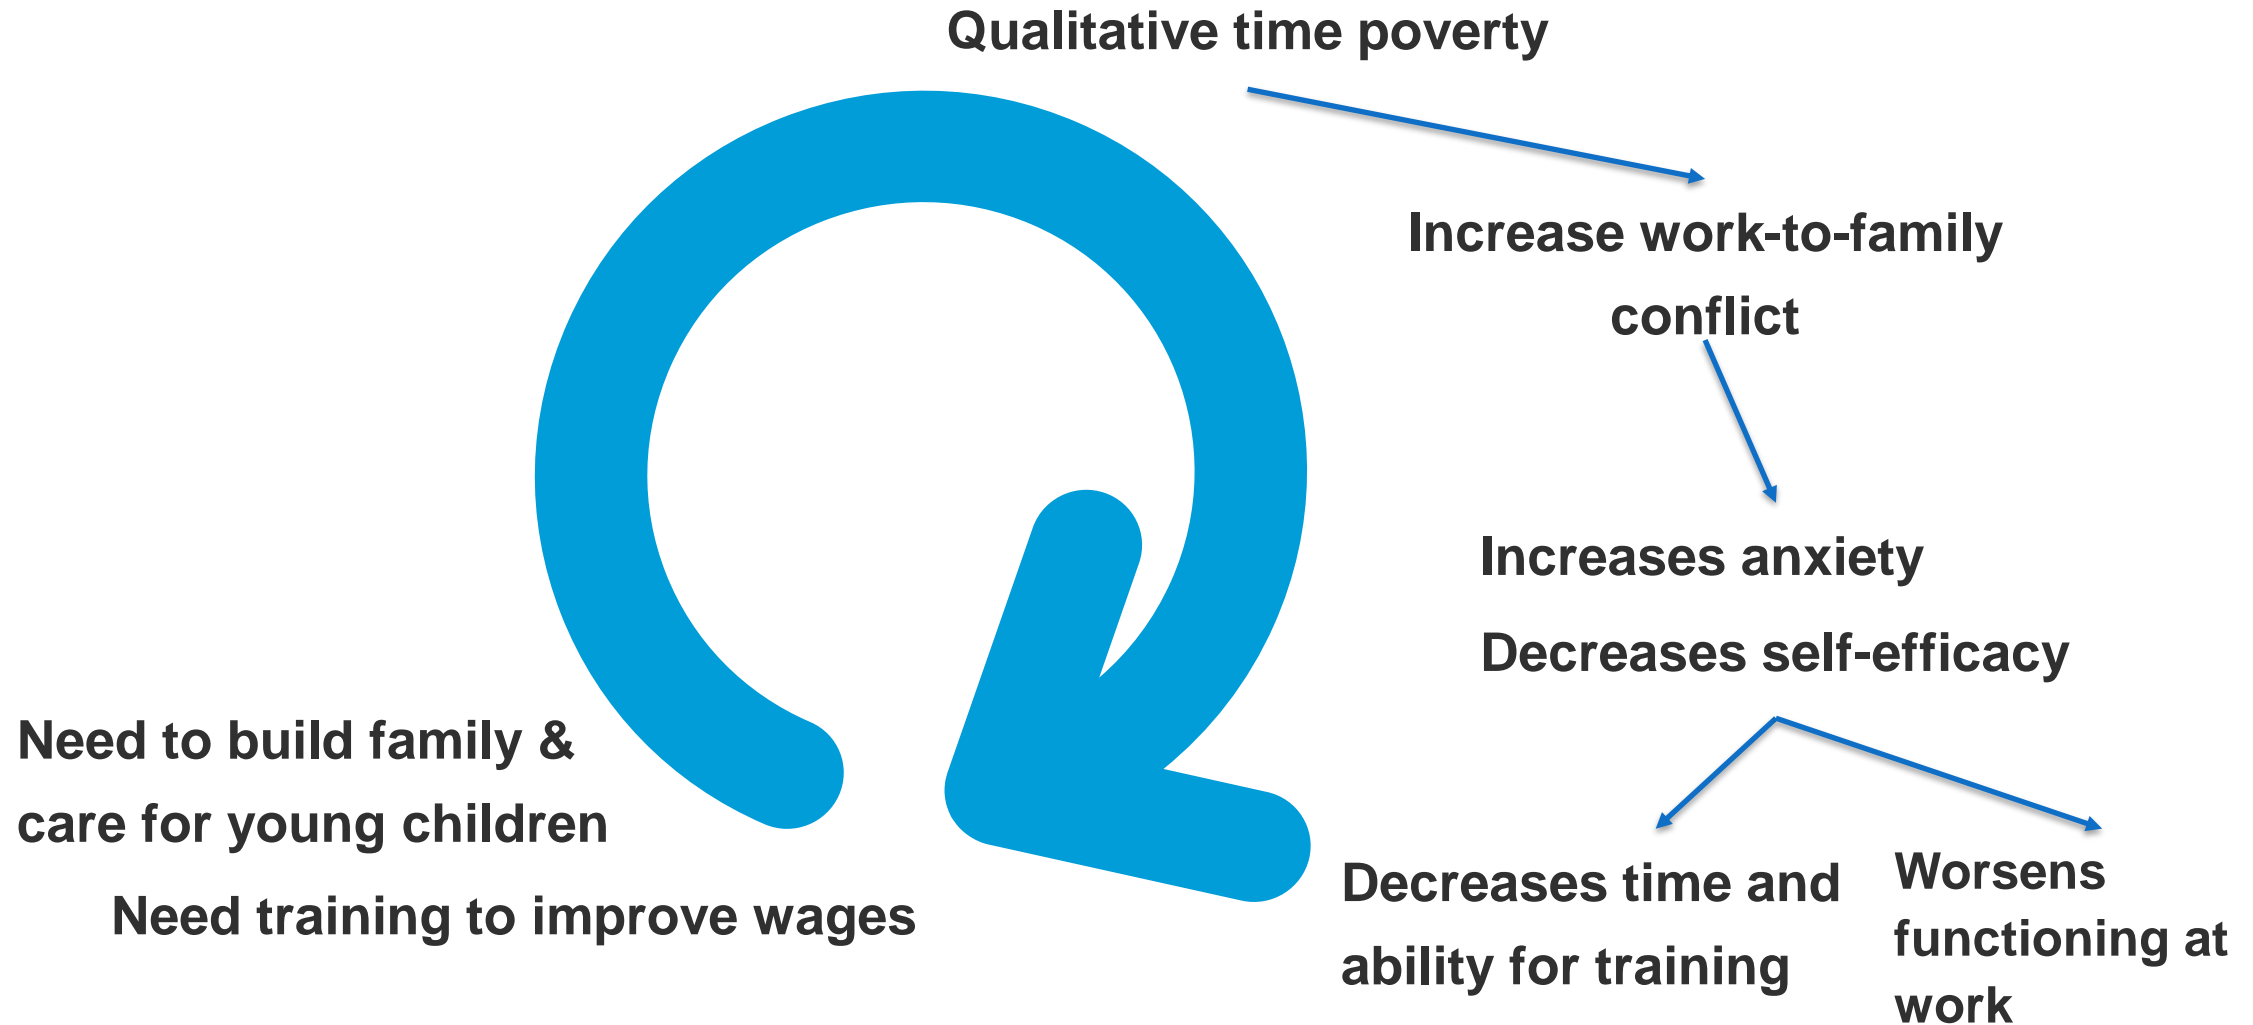 Qualitative time poverty
Increase work-to-family
conflict
Increases anxiety
Decreases self-efficacy
Need to build family &
care for young children
Need training to improve wages
Decreases time and
ability for training
Worsens
functioning at
work